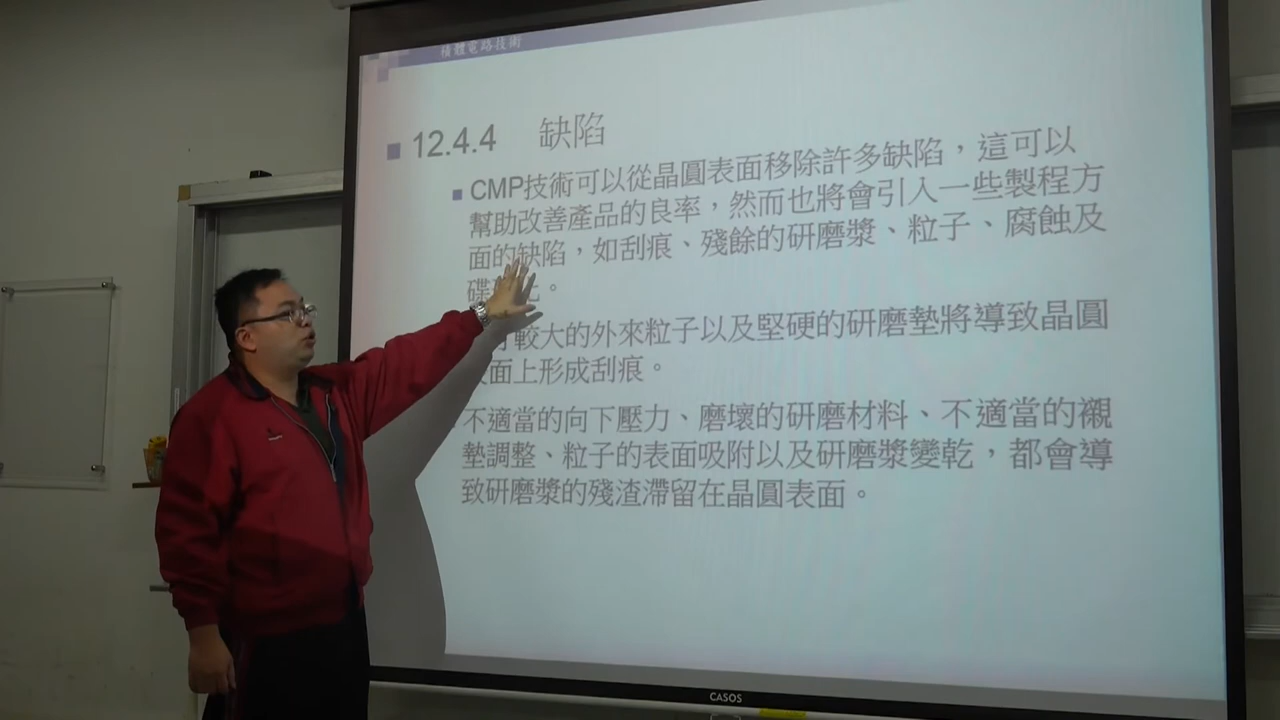 積體電路技術
12.4.4 缺陷
CMP技術可以從晶圓表面移除許多缺陷，這可以
幫助改善產品的良率，然而也將會引入一些製程方
面的缺陷，如刮痕、殘餘的研磨漿、粒子、腐蝕及
碟。
較大的外來粒子以及堅硬的研磨墊將導致晶圓
面上形成刮痕。
不適當的向下壓力、磨壞的研磨材料、不適當的襯
墊調整、粒子的表面吸附以及研磨漿變乾，都會導
致研磨漿的殘渣滯留在晶圓表面。
CASOS